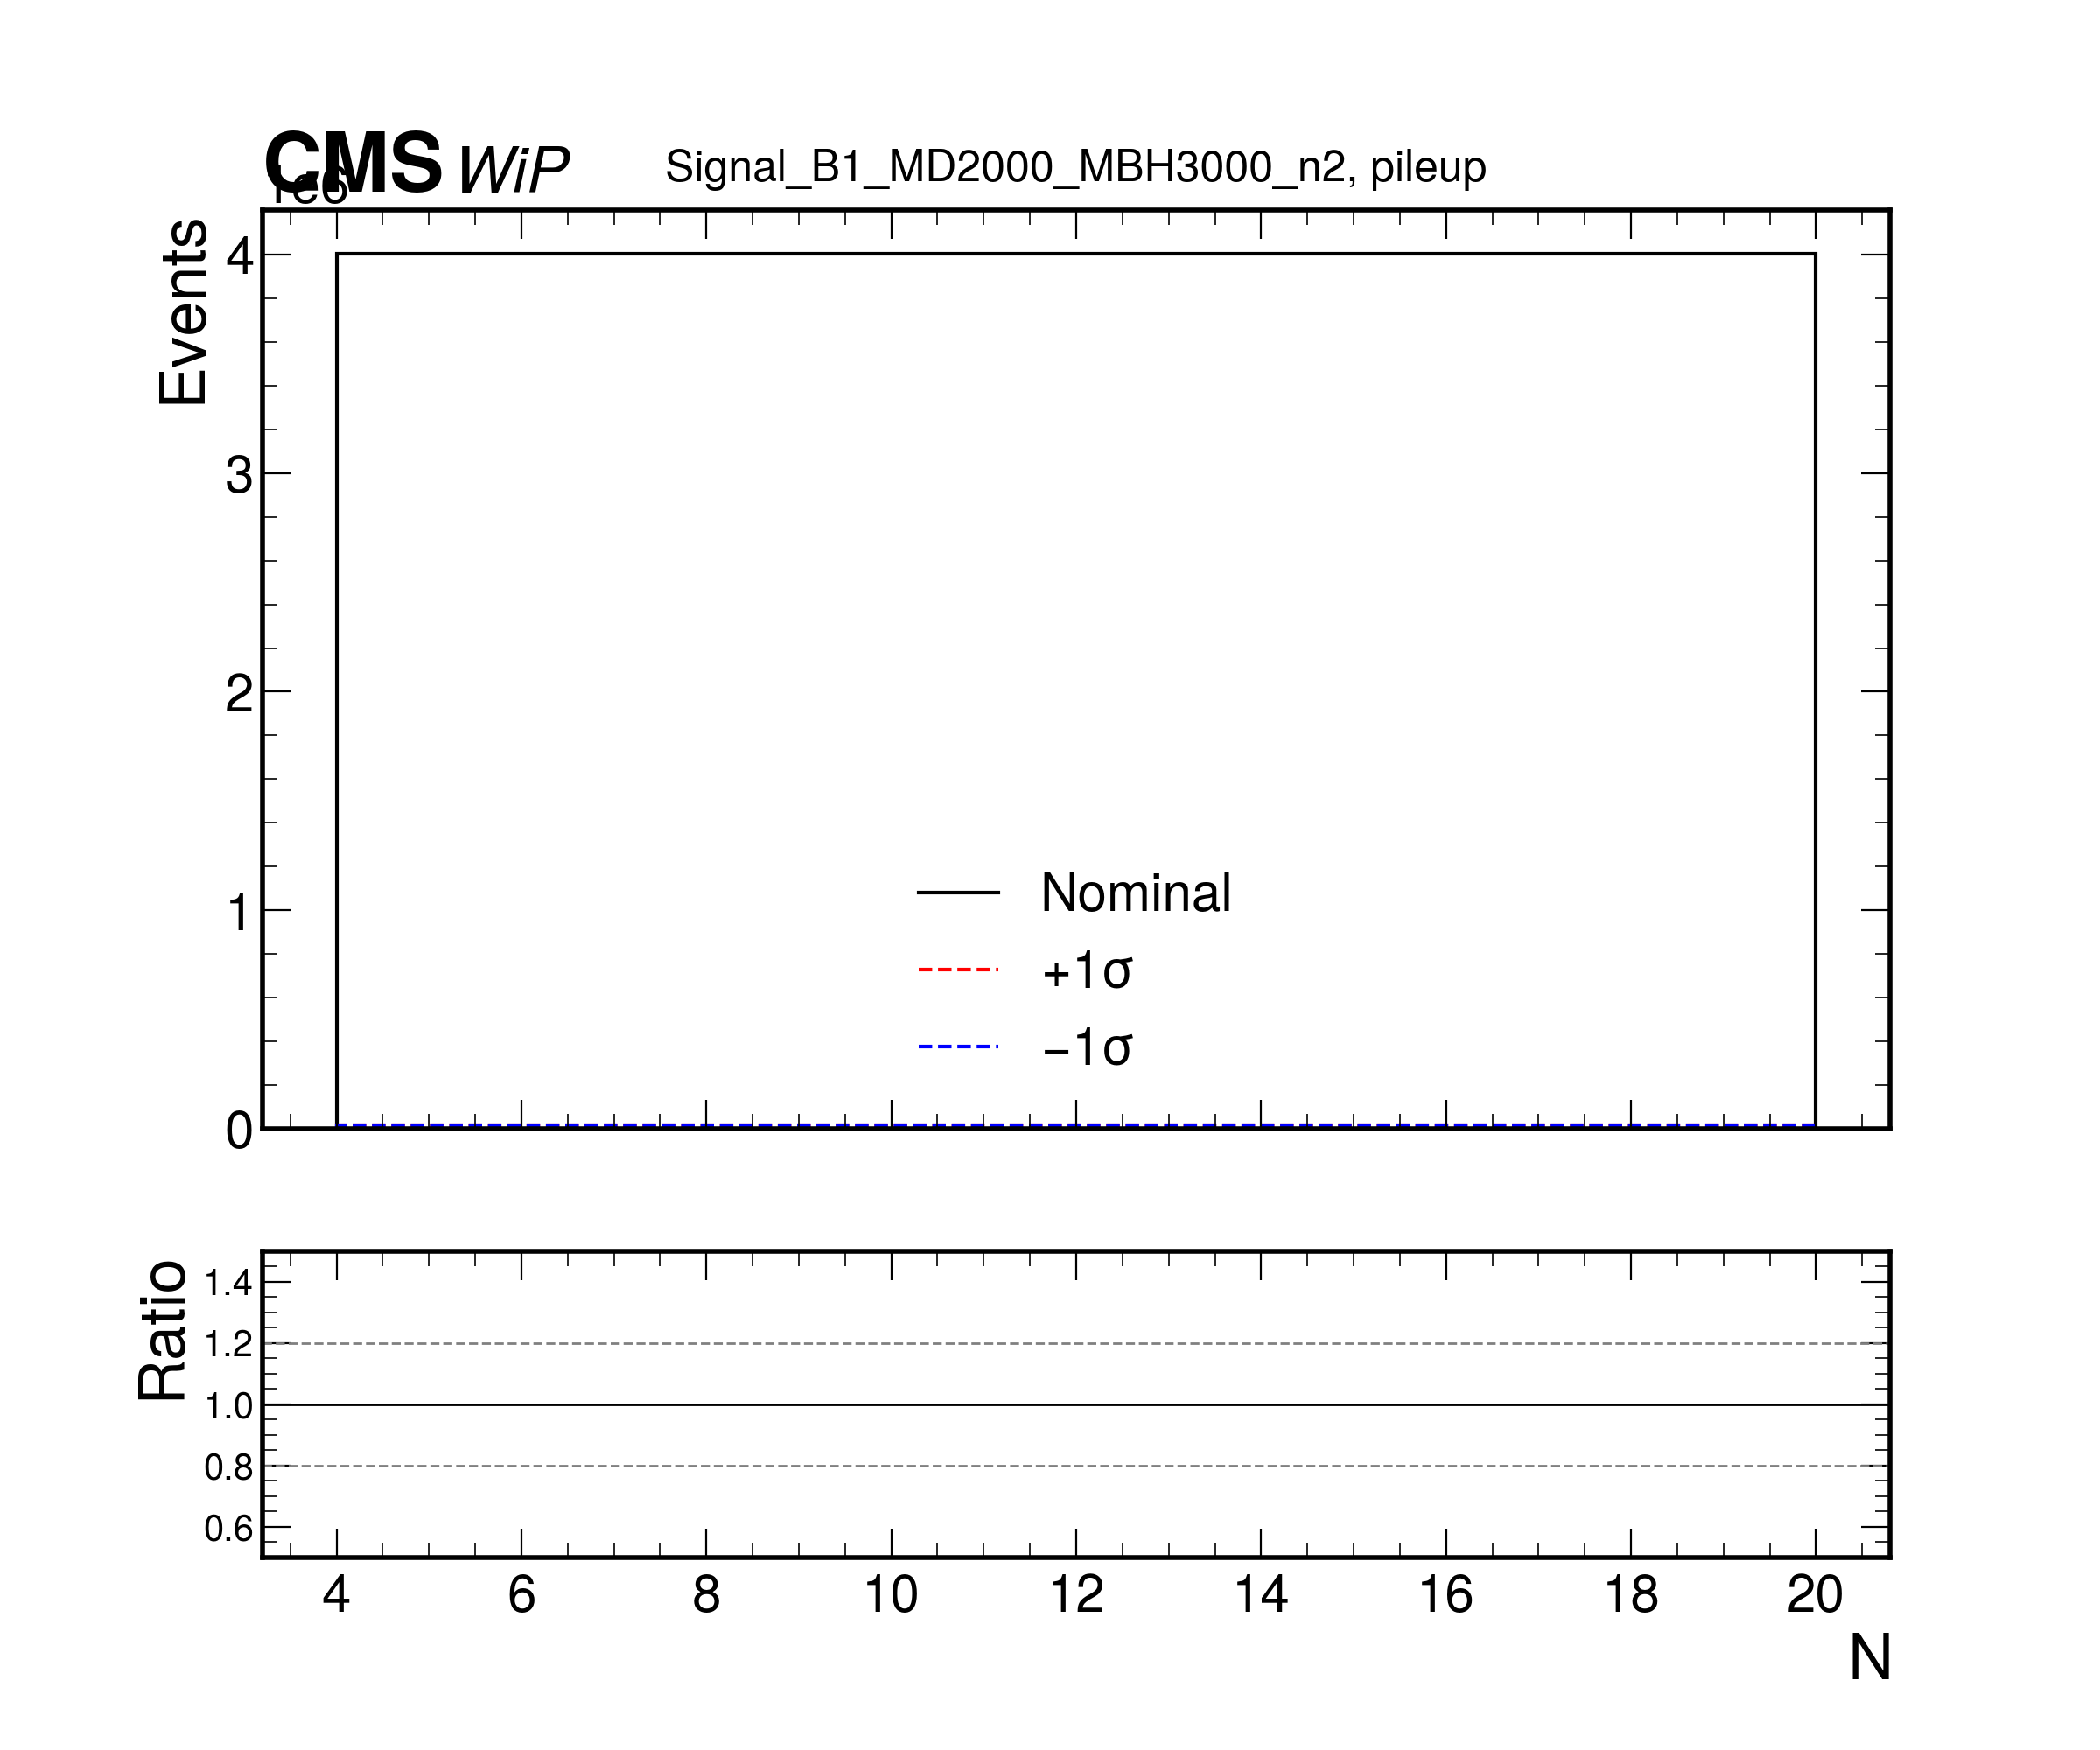 CMS WiP Signal_B1_MD2000_MBH3000_n2, pileup
1e6
Events
4
3
2
1
0
Nominal
+1σ
−1σ
Ratio
1.4
1.2
1.0
0.8
0.6
4 6 8 10 12 14 16 18 20
N